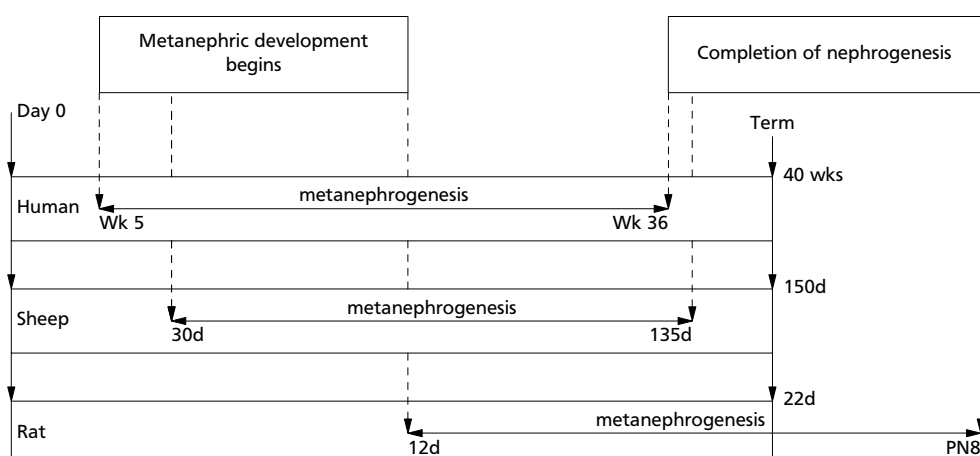 Metanephric development
begins
Completion of nephrogenesis
Day 0
Term
40 wks
metanephrogenesis
Human
Wk 5
Wk 36
150d
metanephrogenesis
Sheep
30d
135d
22d
metanephrogenesis
Rat
12d
PN8